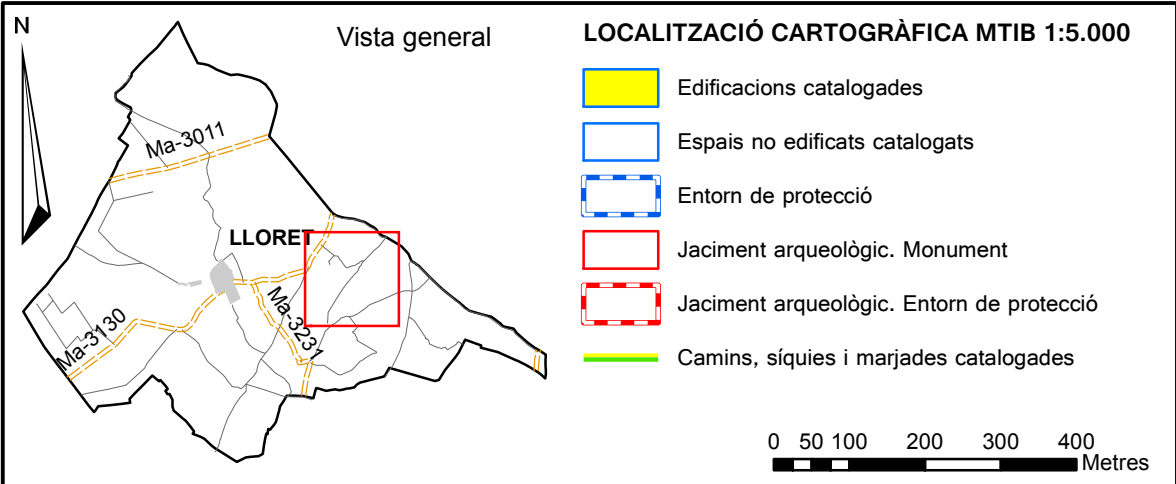 N
Vista general
Ma-3011
LLORET
Ma-3231
Ma-3130
LOCALITZACIÓ CARTOGRÀFICA MTIB 1:5.000
Edificacions catalogades
Espais no edificats catalogats
Entorn de protecció
Jaciment arqueològic. Monument
Jaciment arqueològic. Entorn de protecció
Camins, síquies i marjades catalogades
0 50 100 200 300 400
Metres